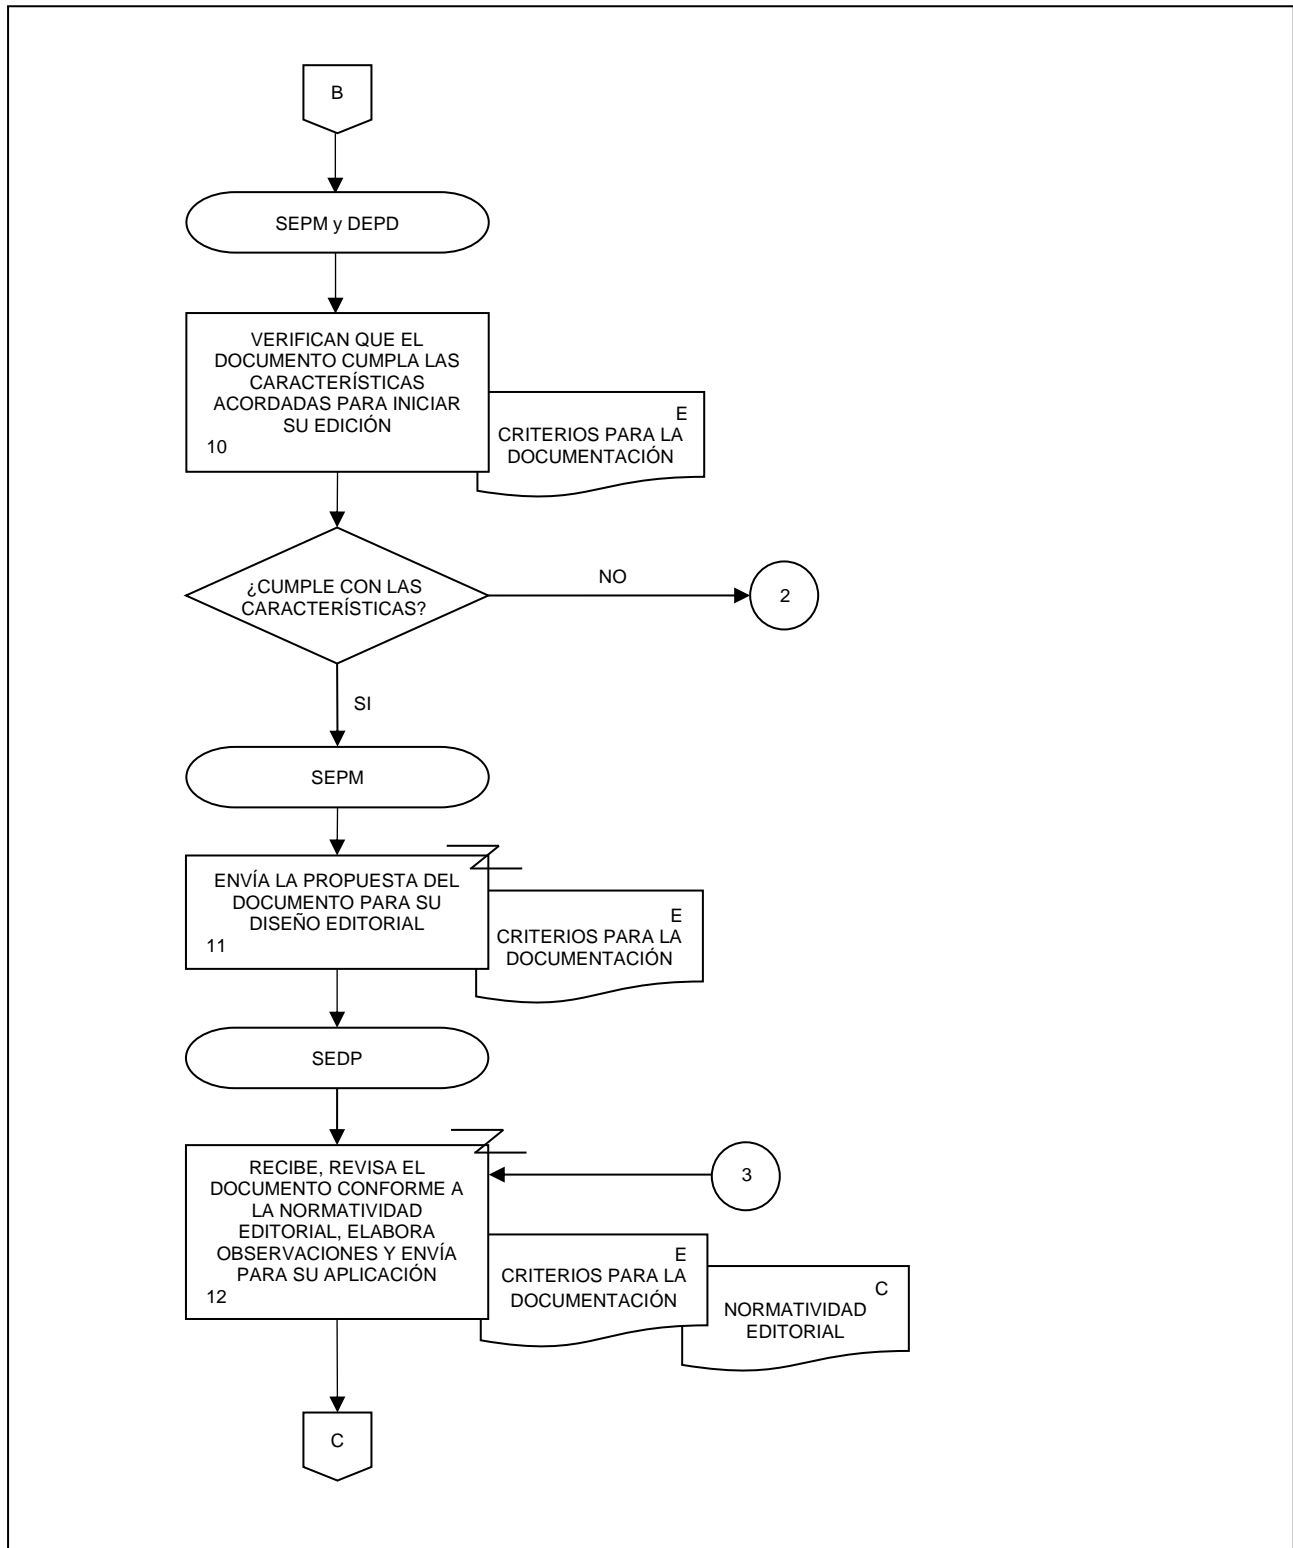 B
SEPM y DEPD
VERIFICAN QUE EL
DOCUMENTO CUMPLA LAS
CARACTERÍSTICAS
ACORDADAS PARA INICIAR
SU EDICIÓN
10
E
CRITERIOS PARA LA
DOCUMENTACIÓN
¿CUMPLE CON LAS
CARACTERÍSTICAS?
NO
2
SI
SEPM
ENVÍA LA PROPUESTA DEL
DOCUMENTO PARA SU
DISEÑO EDITORIAL
11
E
CRITERIOS PARA LA
DOCUMENTACIÓN
SEDP
RECIBE, REVISA EL
DOCUMENTO CONFORME A
LA NORMATIVIDAD
EDITORIAL, ELABORA
OBSERVACIONES Y ENVÍA
PARA SU APLICACIÓN
12
3
E
CRITERIOS PARA LA
DOCUMENTACIÓN
C
NORMATIVIDAD
EDITORIAL
C